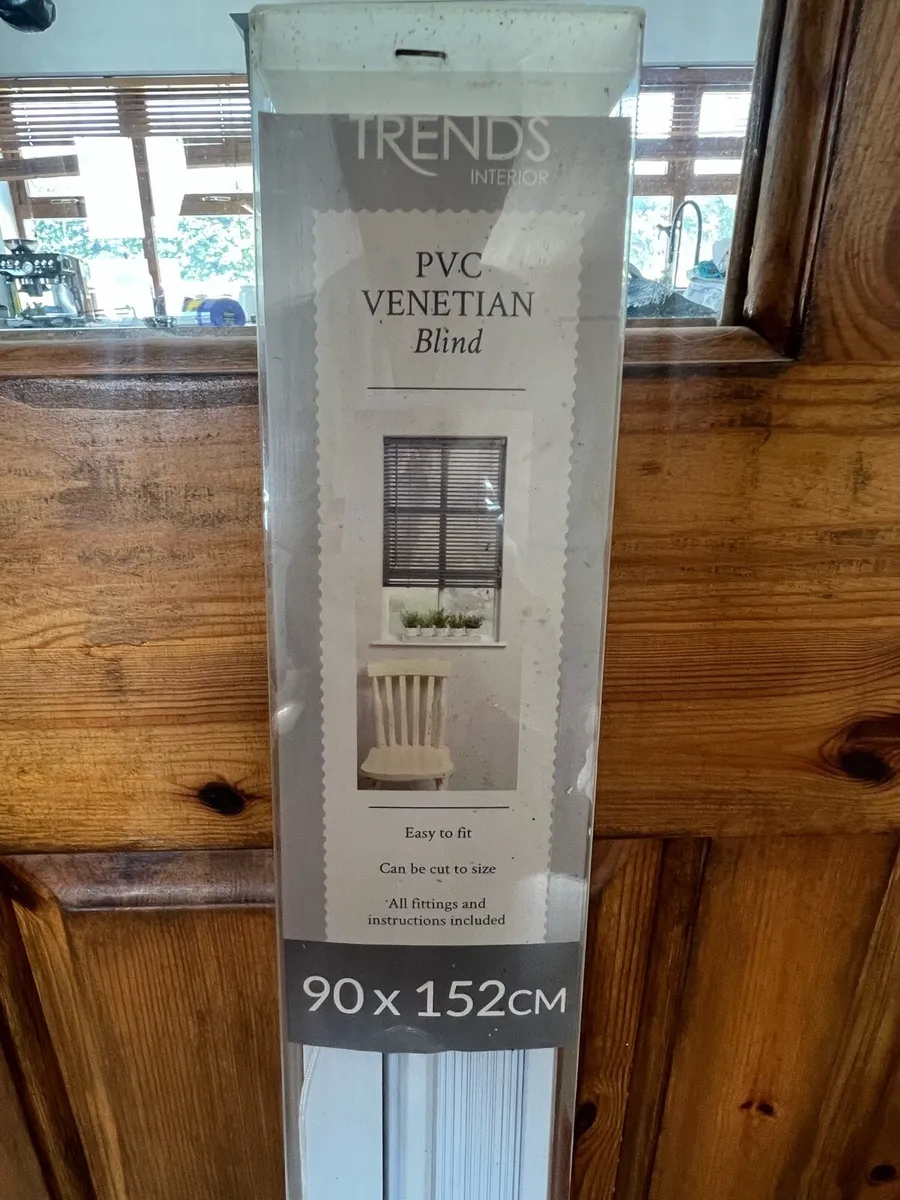 TRENDS
INTERIOR
PVC
VENETIAN
Blind
Easy to fit
Can be cut to size
All fittings and
instructions included
90 x 152CM